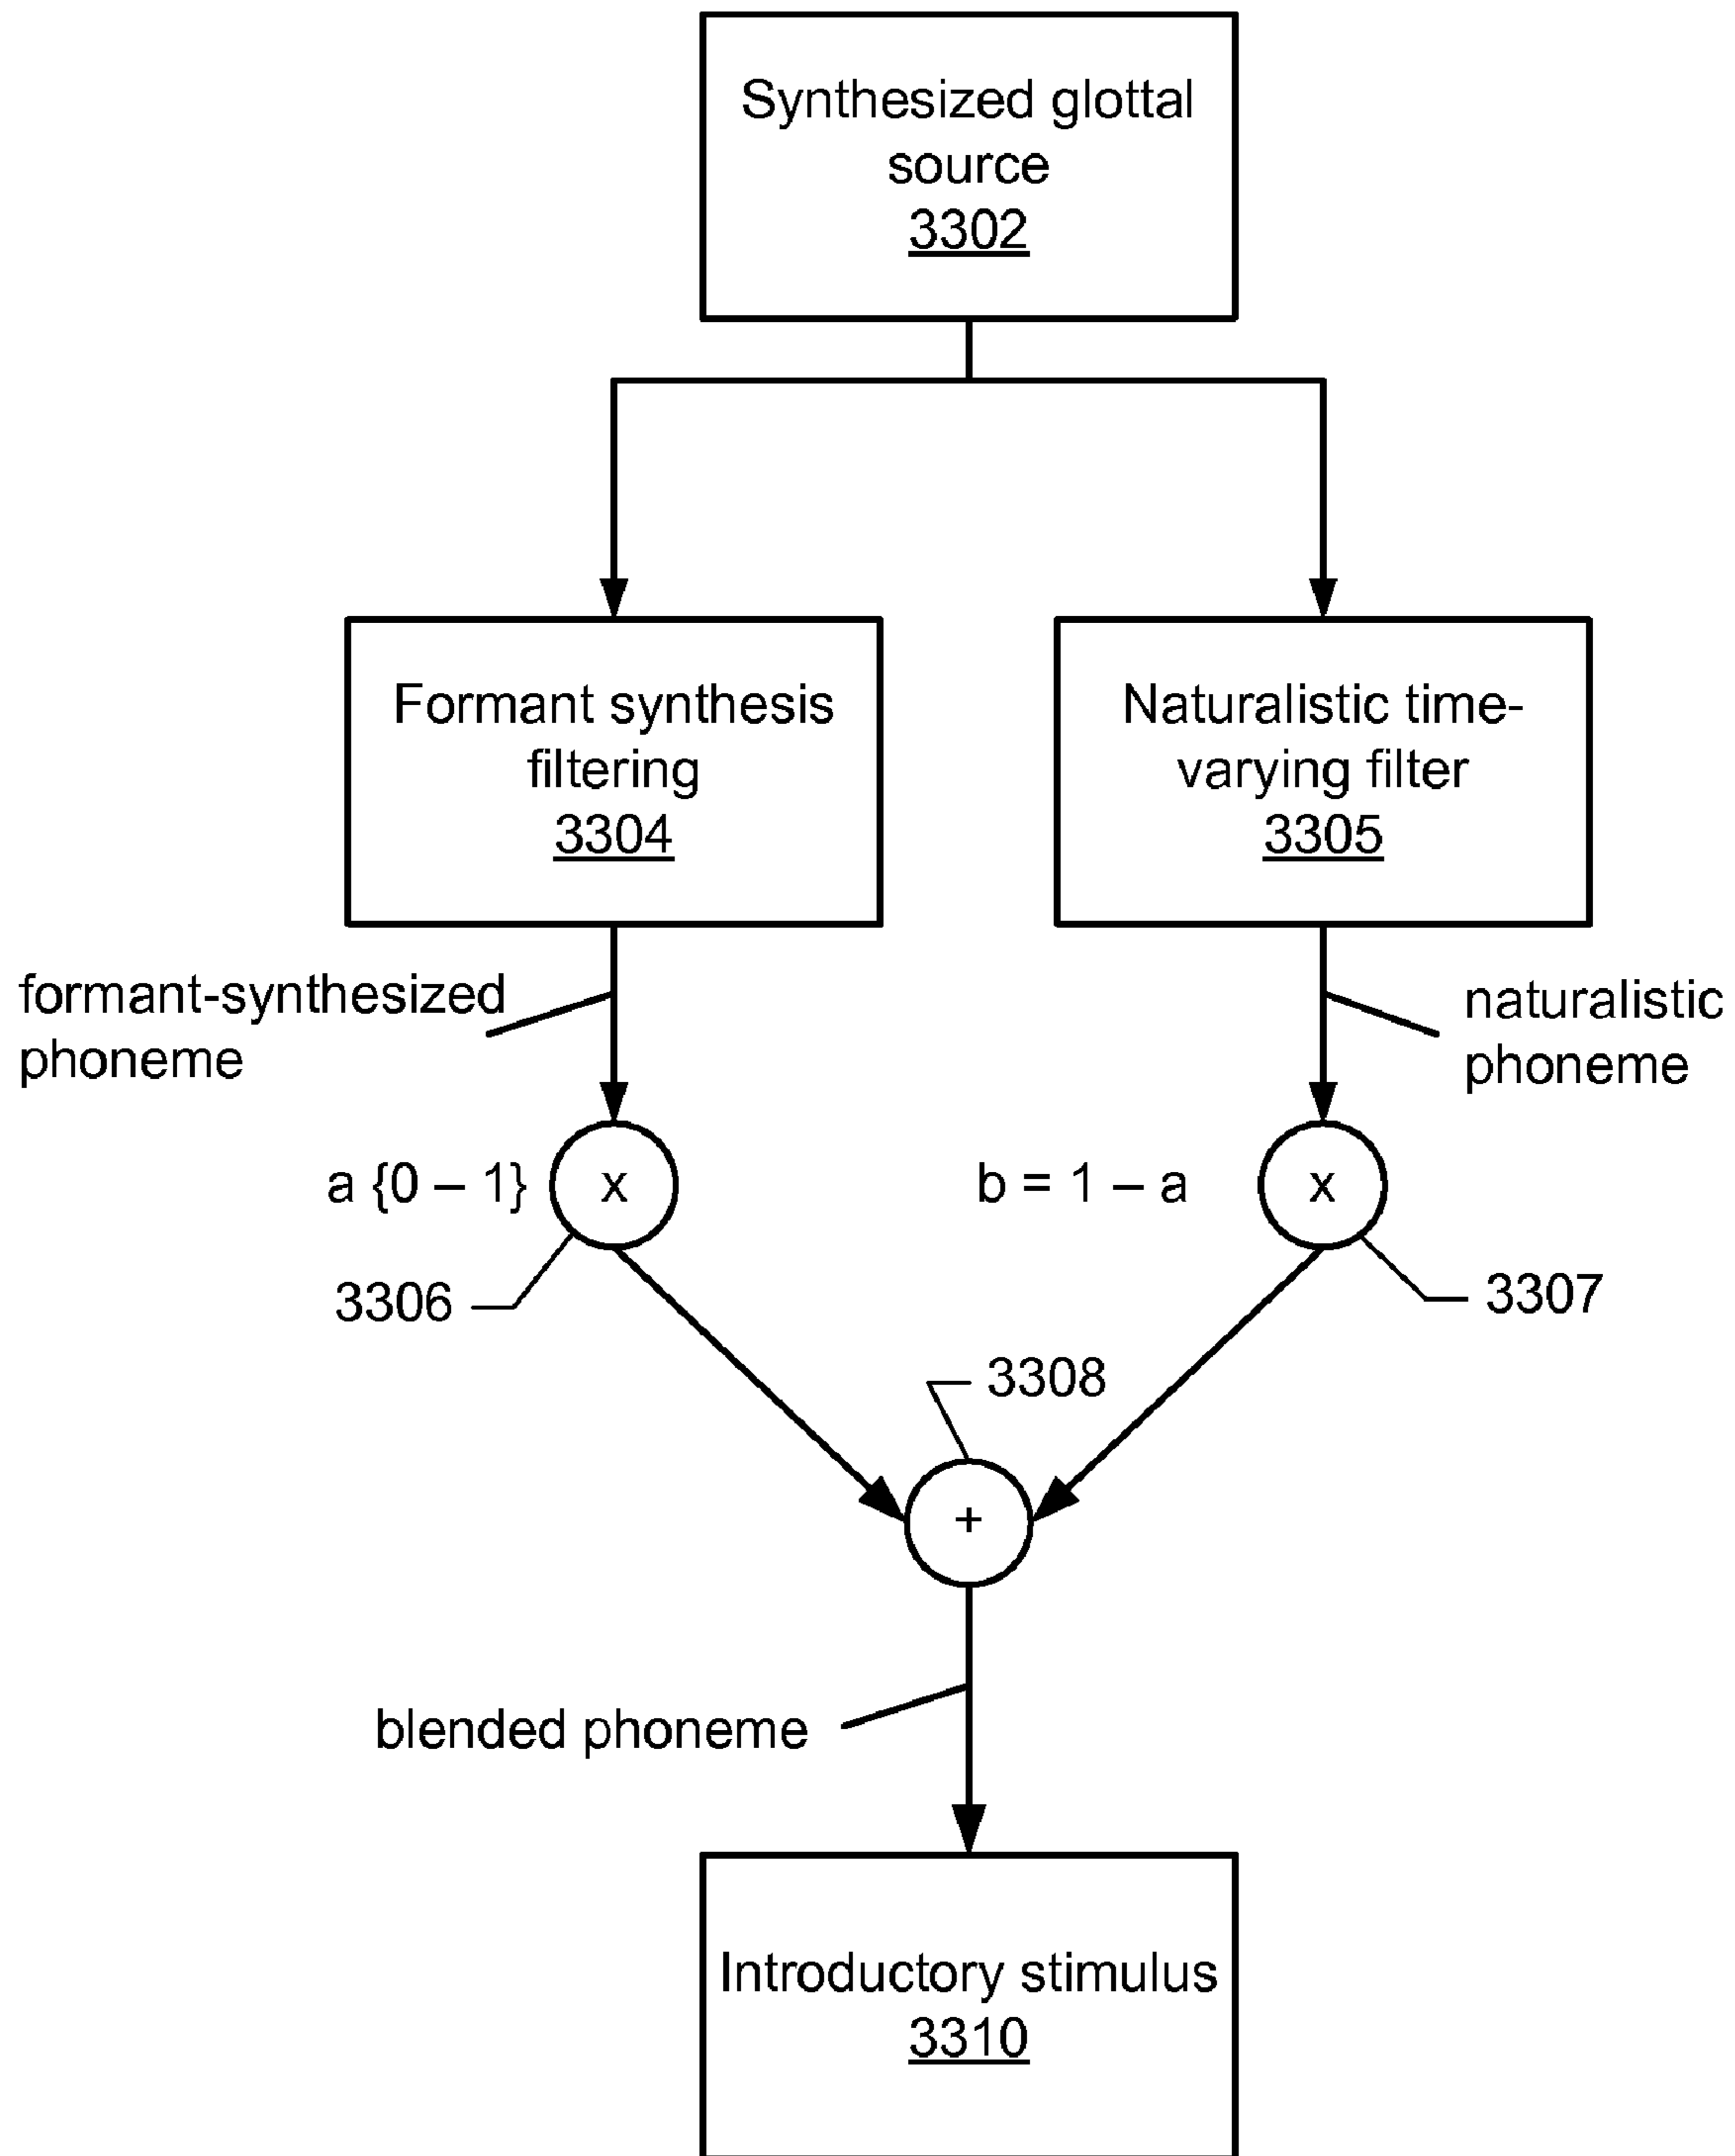 Synthesized glottal
source
3302
Formant synthesis
filtering
3304
Naturalistic time-
varying filter
3305
formant-synthesized
phoneme
naturalistic
phoneme
a {0 – 1}
x
b = 1 – a
x
3306
3307
3308
+
blended phoneme
Introductory stimulus
3310